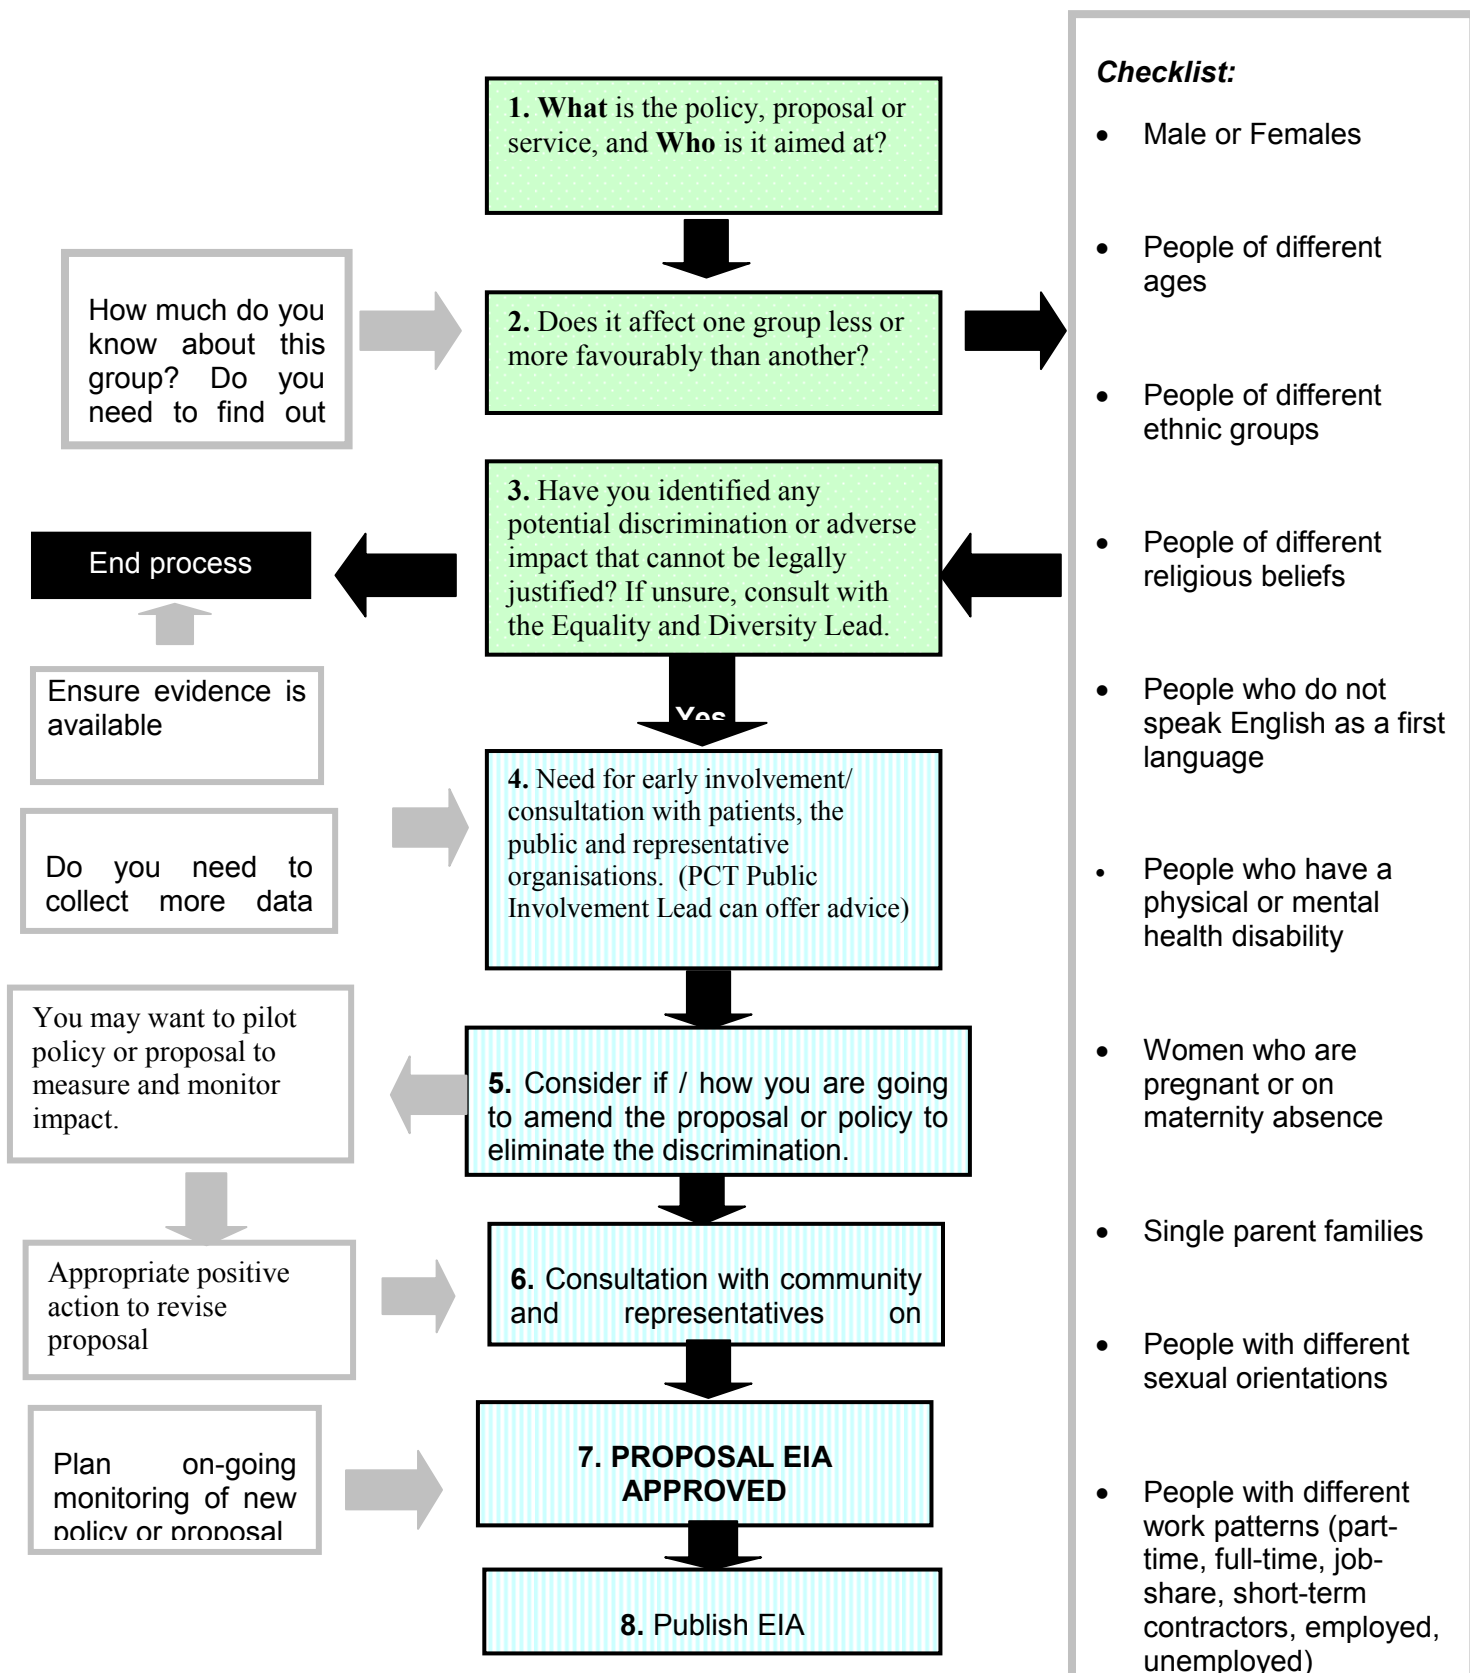 1. What is the policy, proposal or
service, and Who is it aimed at?
How much do you
know about this
group? Do you
need to find out
2. Does it affect one group less or
more favourably than another?
3. Have you identified any
potential discrimination or adverse
impact that cannot be legally
justified? If unsure, consult with
the Equality and Diversity Lead.
End process
Ensure evidence is
available
Yes
4. Need for early involvement/
consultation with patients, the
public and representative
organisations. (PCT Public
Involvement Lead can offer advice)
Do you need to
collect more data
You may want to pilot
policy or proposal to
measure and monitor
impact.
5. Consider if / how you are going
to amend the proposal or policy to
eliminate the discrimination.
Appropriate positive
action to revise
proposal
6. Consultation with community
and representatives on
Plan on-going
monitoring of new
policy or proposal
7. PROPOSAL EIA
APPROVED
8. Publish EIA
Checklist:
• Male or Females
• People of different
ages
• People of different
ethnic groups
• People of different
religious beliefs
• People who do not
speak English as a first
language
• People who have a
physical or mental
health disability
• Women who are
pregnant or on
maternity absence
• Single parent families
• People with different
sexual orientations
• People with different
work patterns (part-
time, full-time, job-
share, short-term
contractors, employed,
unemployed)